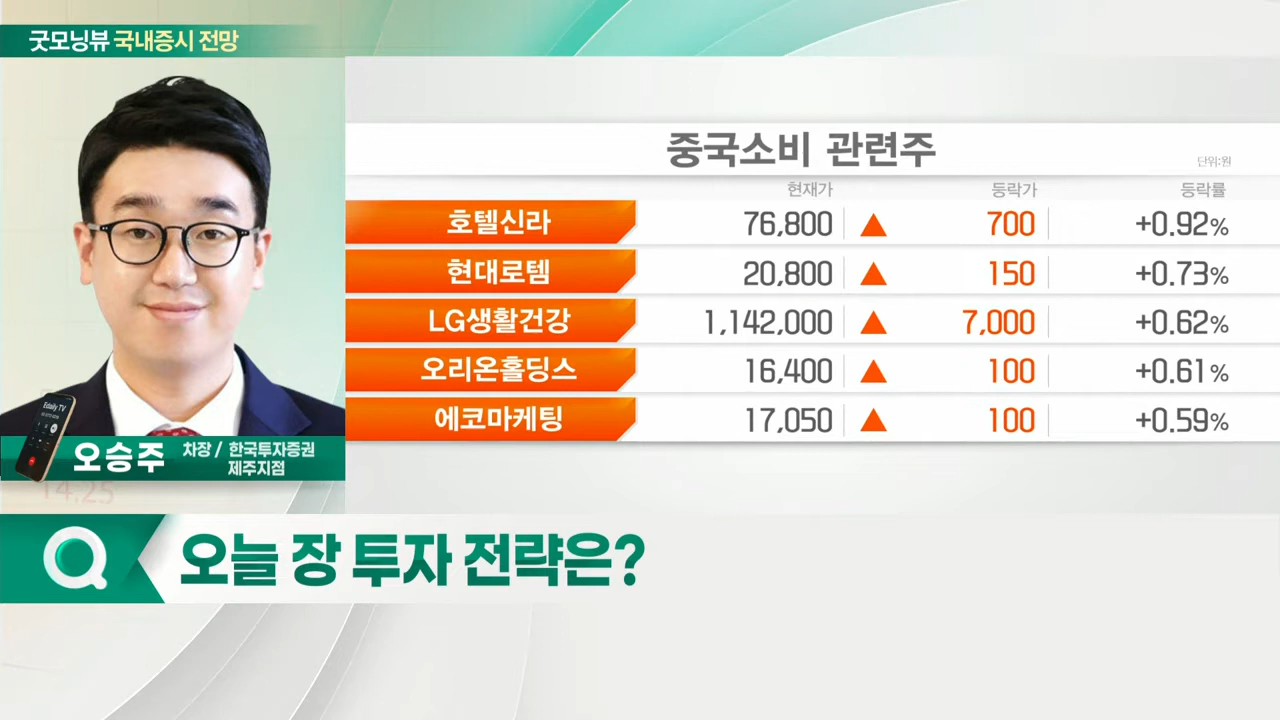 굿모닝뷰 국내증시 전망
중국소비 관련주
단위:원
현재가 등락가 등락률
호텔신라 76,800 ▲ 700 +0.92%
현대로템 20,800 ▲ 150 +0.73%
LG생활건강 1,142,000 ▲ 7,000 +0.62%
오리온홀딩스 16,400 ▲ 100 +0.61%
에코마케팅 17,050 ▲ 100 +0.59%
Edaily TV
오승주 차장 / 한국투자증권
제주지점
14.25
Q 오늘 장 투자 전략은?